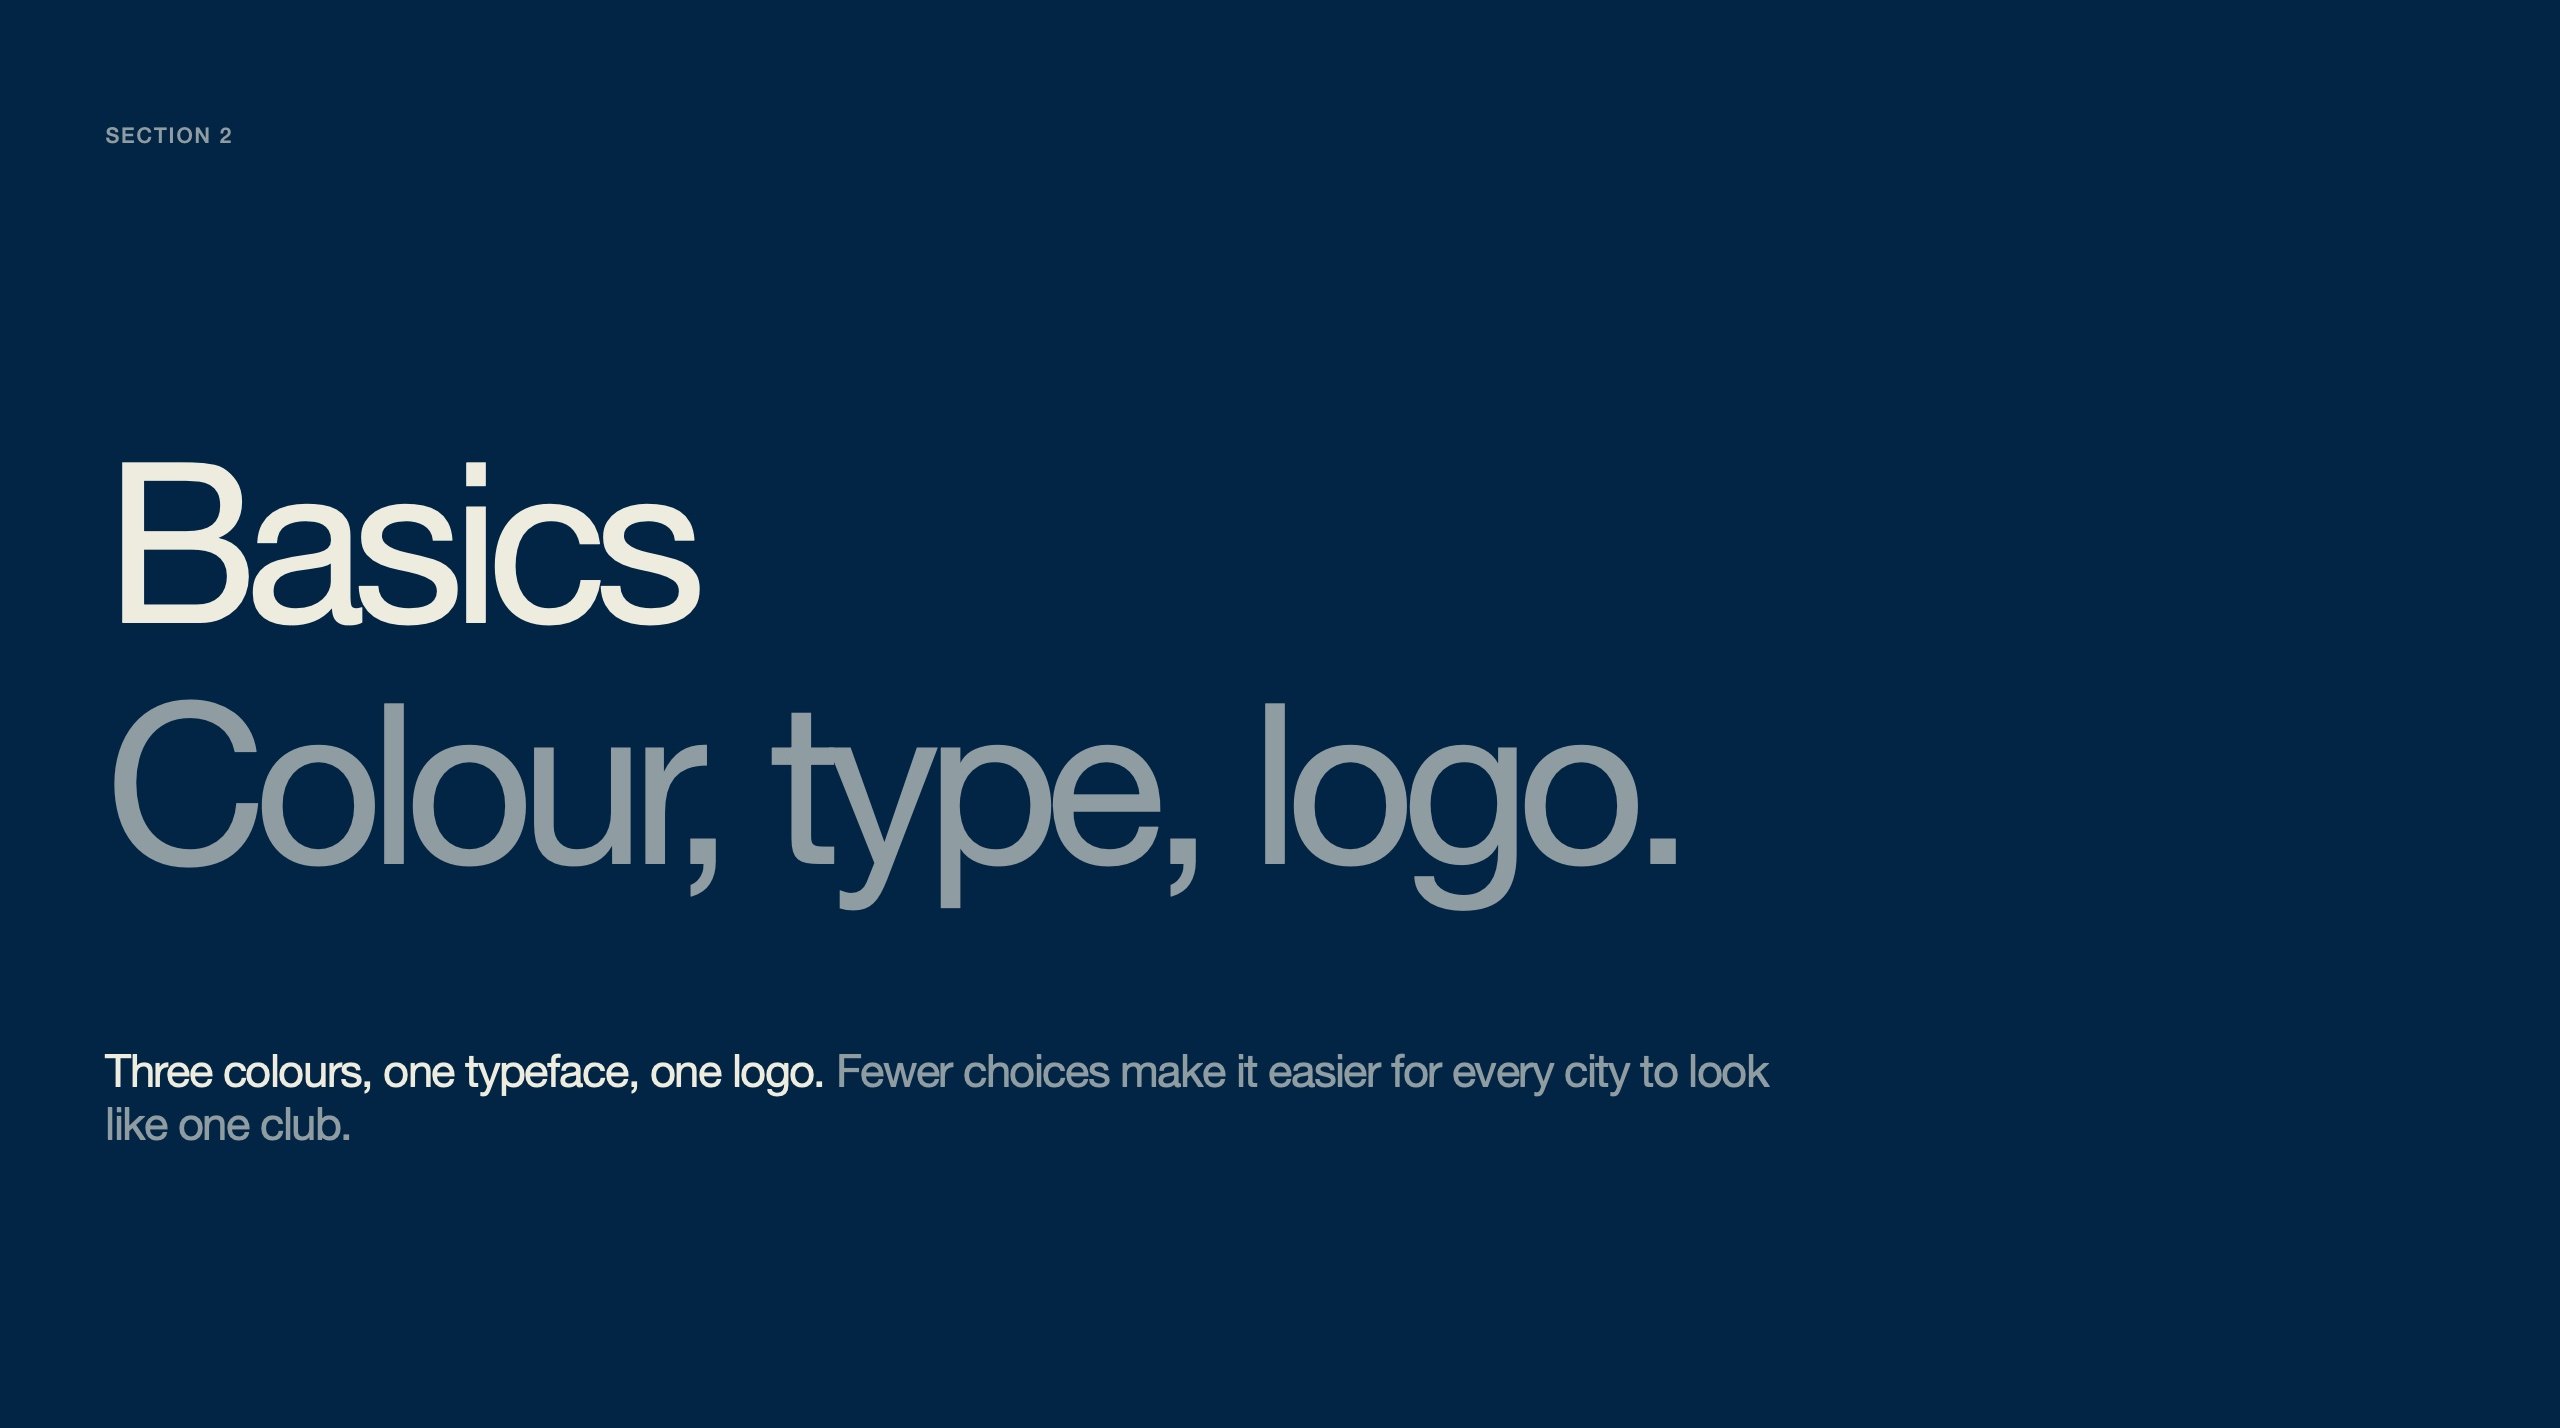 SECTION 2
Basics
Colour, type, logo.
Three colours, one typeface, one logo. Fewer choices make it easier for every city to look
like one club.